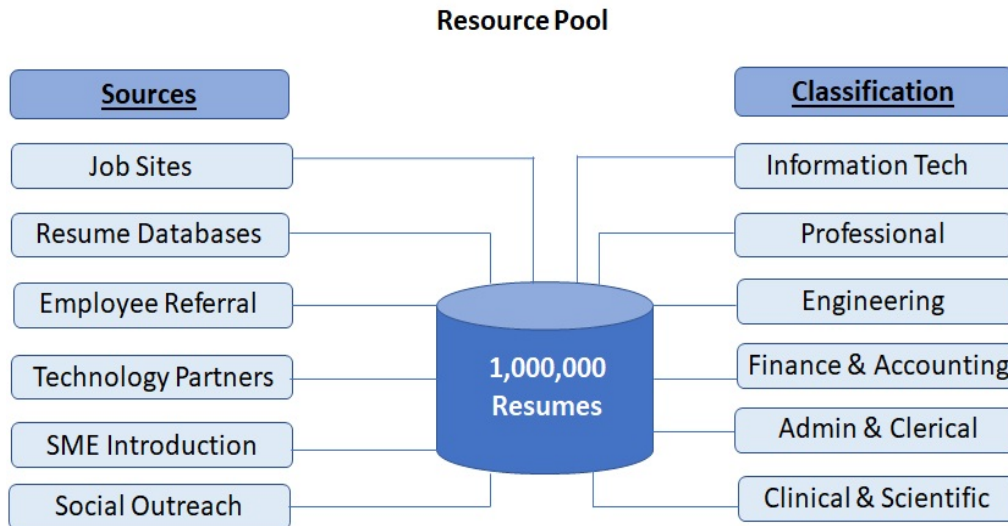 Resource Pool
Sources
Job Sites
Resume Databases
Employee Referral
Technology Partners
SME Introduction
Social Outreach
1,000,000
Resumes
Classification
Information Tech
Professional
Engineering
Finance & Accounting
Admin & Clerical
Clinical & Scientific